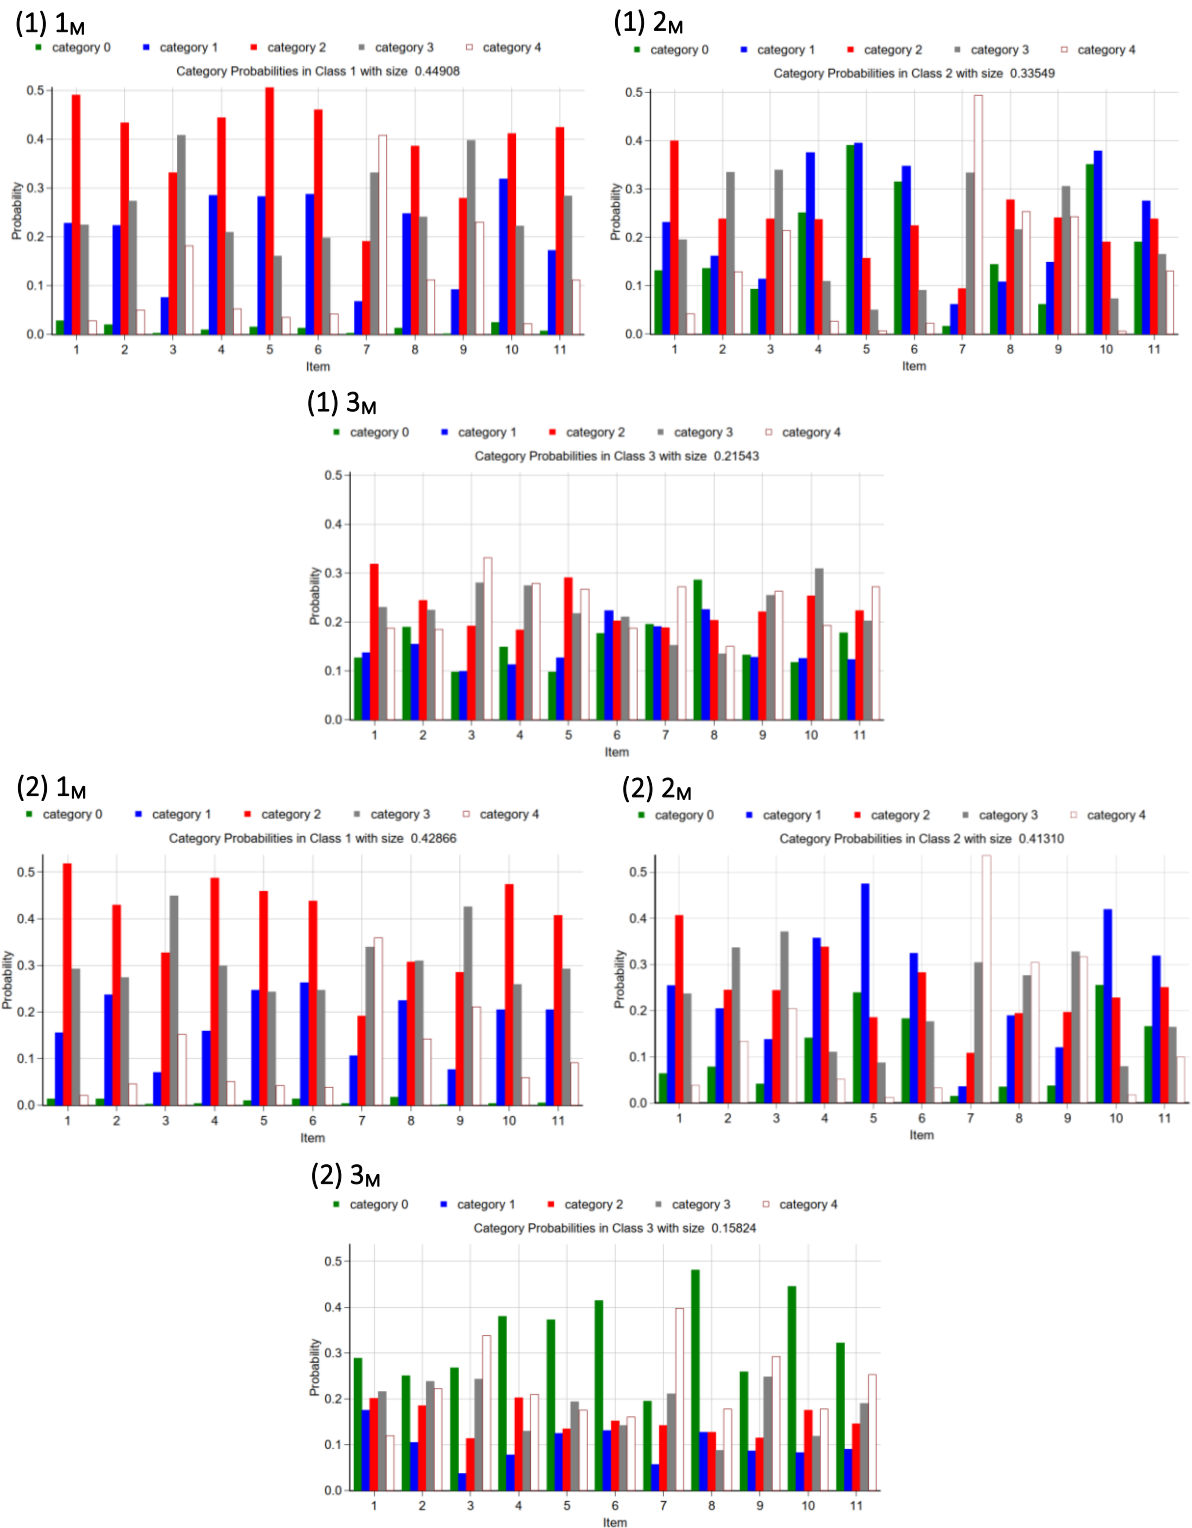 (1) 1M
category 0 category 1 category 2 category 3 category 4
Category Probabilities in Class 1 with size 0.44908
0.5
0.4
0.3
0.2
0.1
0.0
Probability
1 2 3 4 5 6 7 8 9 10 11
Item
(1) 2M
category 0 category 1 category 2 category 3 category 4
Category Probabilities in Class 2 with size 0.33549
0.5
0.4
0.3
0.2
0.1
0.0
Probability
1 2 3 4 5 6 7 8 9 10 11
Item
(1) 3M
category 0 category 1 category 2 category 3 category 4
Category Probabilities in Class 3 with size 0.21543
0.5
0.4
0.3
0.2
0.1
0.0
Probability
1 2 3 4 5 6 7 8 9 10 11
Item
(2) 1M
category 0 category 1 category 2 category 3 category 4
Category Probabilities in Class 1 with size 0.42866
0.5
0.4
0.3
0.2
0.1
0.0
Probability
1 2 3 4 5 6 7 8 9 10 11
Item
(2) 2M
category 0 category 1 category 2 category 3 category 4
Category Probabilities in Class 2 with size 0.41310
0.5
0.4
0.3
0.2
0.1
0.0
Probability
1 2 3 4 5 6 7 8 9 10 11
Item
(2) 3M
category 0 category 1 category 2 category 3 category 4
Category Probabilities in Class 3 with size 0.15824
0.5
0.4
0.3
0.2
0.1
0.0
Probability
1 2 3 4 5 6 7 8 9 10 11
Item